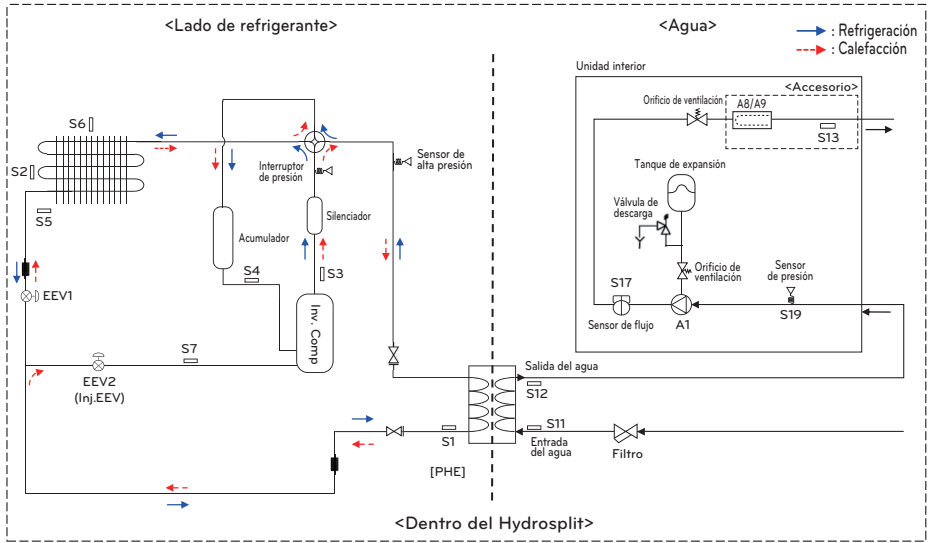 <Lado de refrigerante>
<Agua>
: Refrigeración
: Calefacción
Unidad interior
<Accesorio>
Orificio de ventilación
A8/A9
S13
S6
S2
S5
Interruptor
de presión
Sensor de
alta presión
Tanque de expansión
Válvula de
descarga
Silenciador
Acumulador
S4
S3
Orificio de
ventilación
Sensor
de presión
S17
S19
Sensor de flujo
A1
EEV1
Inv. Comp
S7
EEV2
(Inj.EEV)
Salida del agua
S12
S1
S11
Entrada
del agua
Filtro
[PHE]
<Dentro del Hydrosplit>